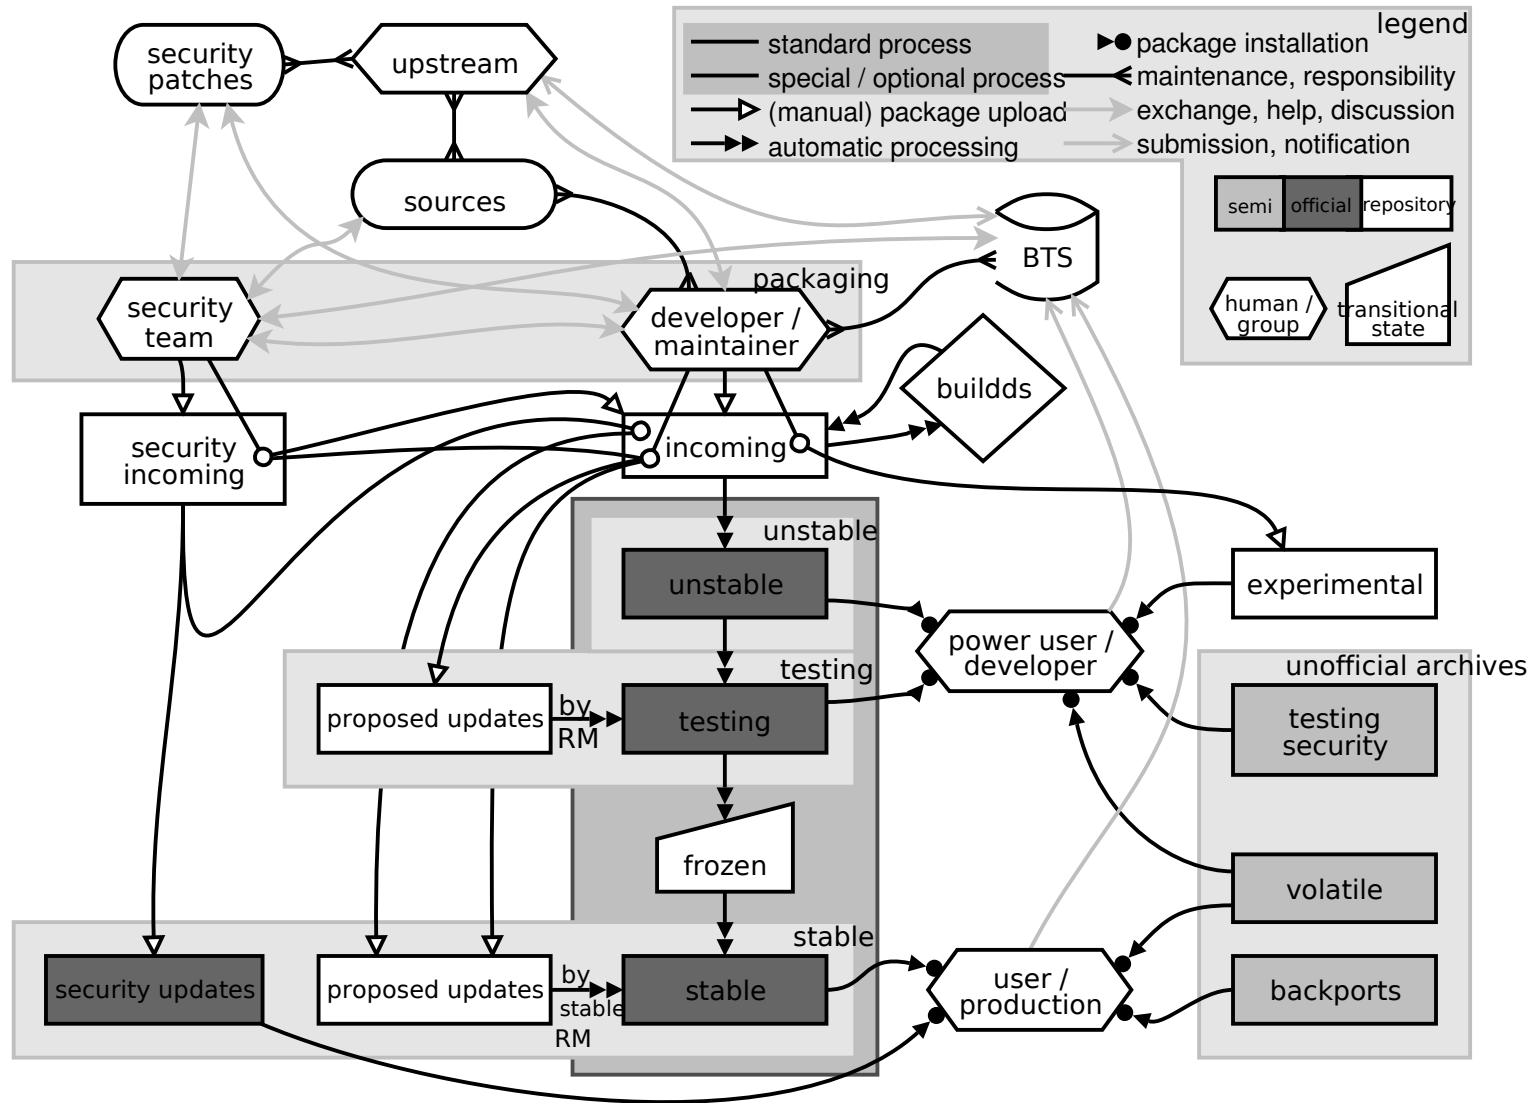 security
patches
upstream
sources
legend
standard process
special / optional process
(manual) package upload
automatic processing
package installation
maintenance, responsibility
exchange, help, discussion
submission, notification
semi
official
repository
human /
group
transitional
state
BTS
packaging
security
team
developer /
maintainer
buildds
security
incoming
incoming
unstable
unstable
experimental
power user /
developer
testing
proposed updates
by
RM
testing
unofficial archives
testing
security
frozen
volatile
stable
security updates
proposed updates
by
stable
RM
stable
user /
production
backports